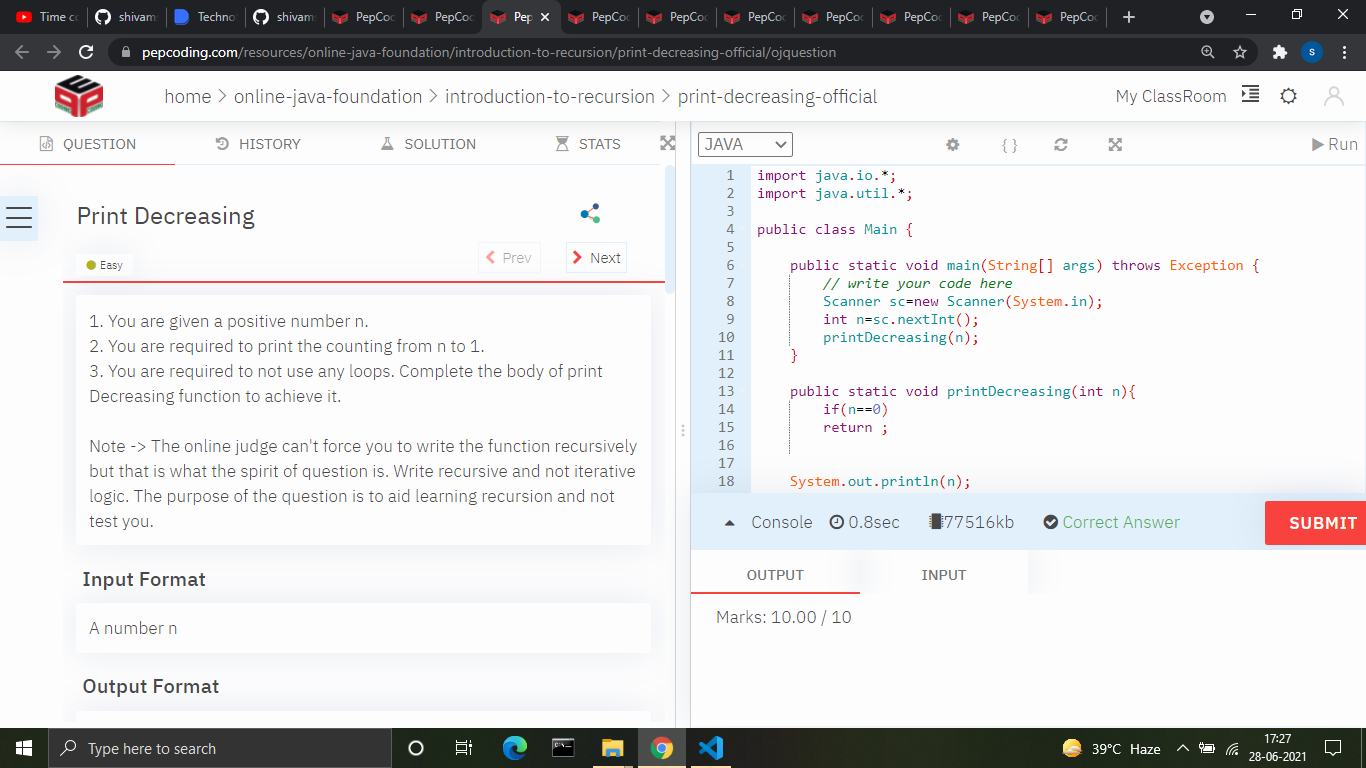 Time co
shivam
Techno
shivam
PepCoc
PepCoc
Pep
PepCoc
PepCoc
PepCoc
PepCoc
PepCoc
PepCoc
PepCoc
pepcoding.com/resources/online-java-foundation/introduction-to-recursion/print-decreasing-official/ojquestion
S
home > online-java-foundation > introduction-to-recursion > print-decreasing-official
My ClassRoom
QUESTION HISTORY SOLUTION STATS
JAVA { } Run
Print Decreasing
Easy
Prev Next
1. You are given a positive number n.
2. You are required to print the counting from n to 1.
3. You are required to not use any loops. Complete the body of print
Decreasing function to achieve it.
Note -> The online judge can't force you to write the function recursively
but that is what the spirit of question is. Write recursive and not iterative
logic. The purpose of the question is to aid learning recursion and not
test you.
Input Format
A number n
Output Format
1 import java.io.*;
2 import java.util.*;
3
4 public class Main {
5
6 public static void main(String[] args) throws Exception {
7 // write your code here
8 Scanner sc=new Scanner(System.in);
9 int n=sc.nextInt();
10 printDecreasing(n);
11 }
12
13 public static void printDecreasing(int n){
14 if(n==0)
15 return ;
16
17
18 System.out.println(n);
Console 0.8sec 77516kb Correct Answer SUBMIT
OUTPUT INPUT
Marks: 10.00 / 10
Type here to search
39°C Haze
17:27
28-06-2021